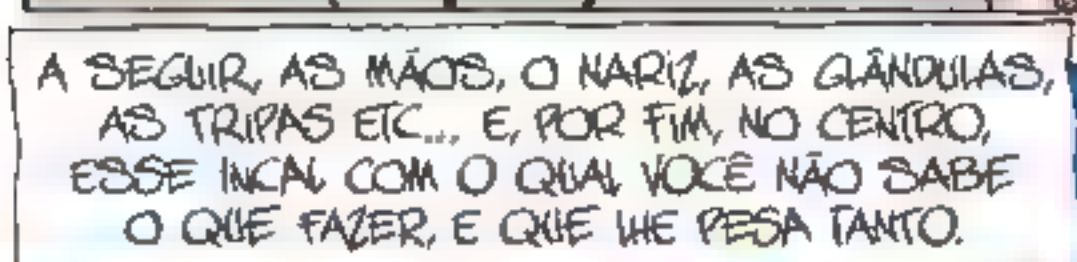 A SEGUIR, AS MÃOS, O NARIZ, AS GLÂNDULAS,
AS TRIPAS ETC..., E, POR FIM, NO CENTRO,
ESSE INCAL COM O QUAL VOCÊ NÃO SABE
O QUE FAZER, E QUE LHE PESA TANTO.